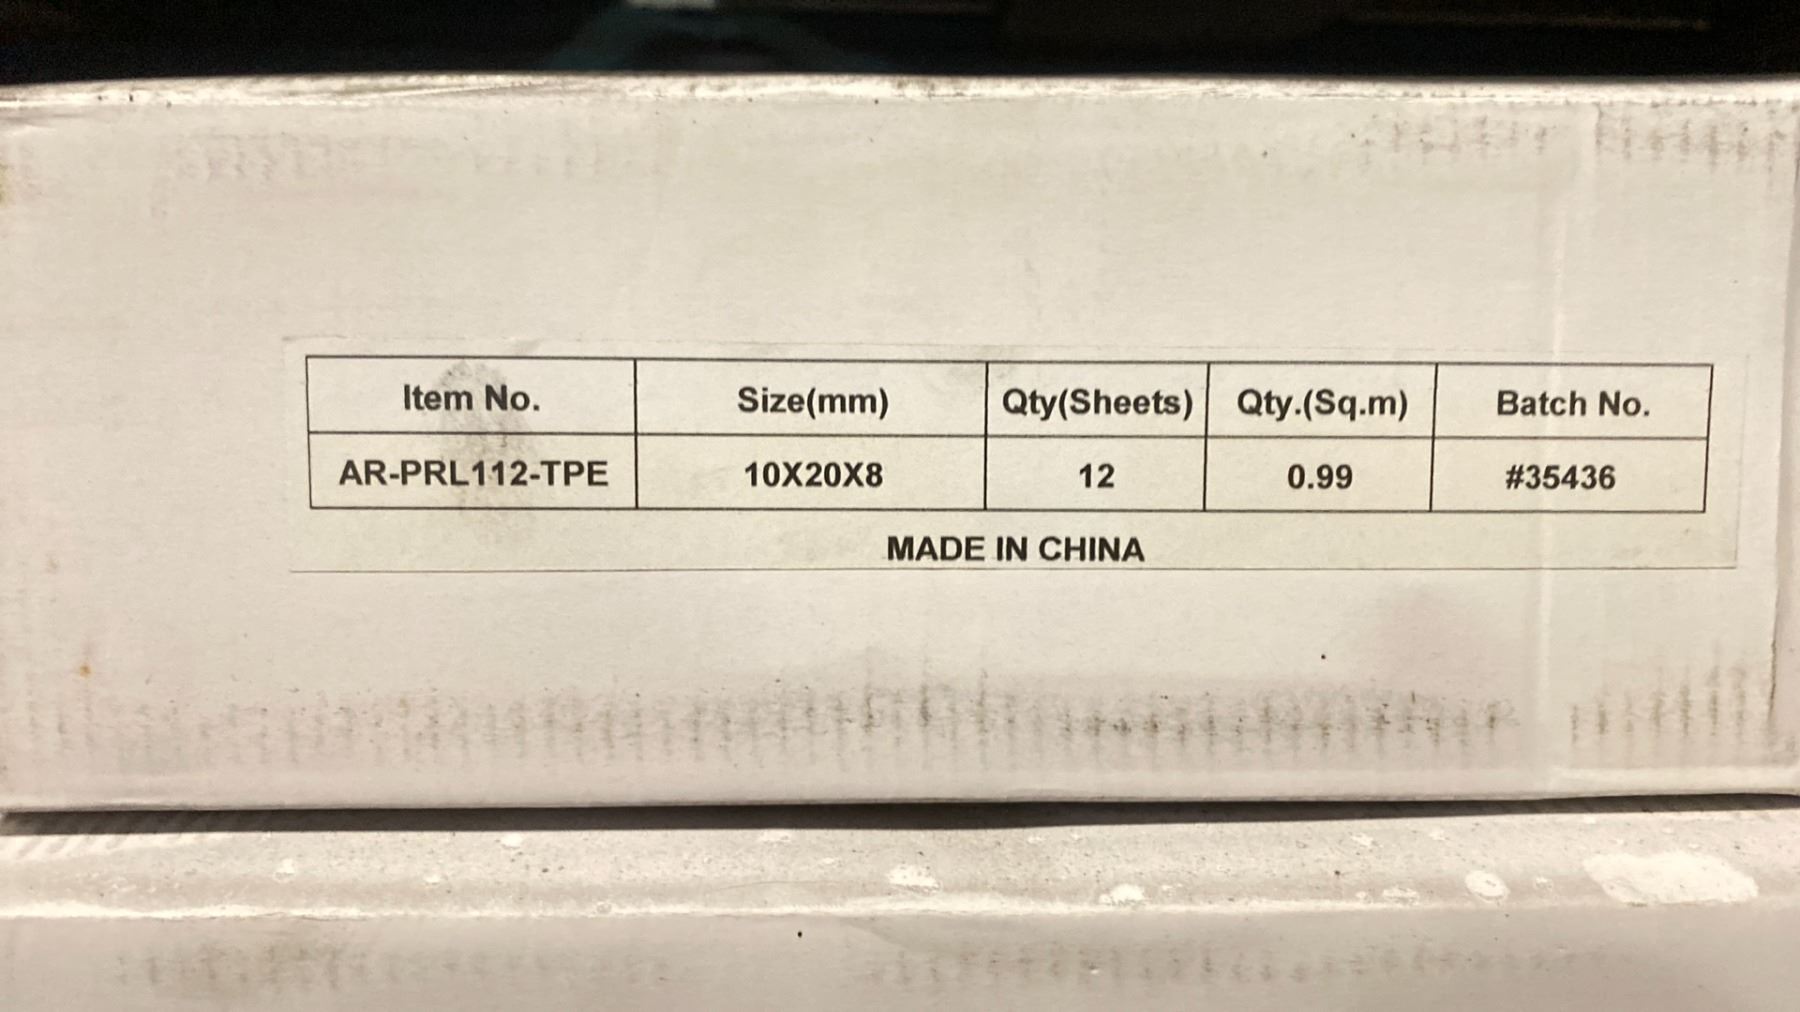 Item No. Size(mm) Qty(Sheets) Qty.(Sq.m) Batch No.
AR-PRL112-TPE 10X20X8 12 0.99 #35436
MADE IN CHINA